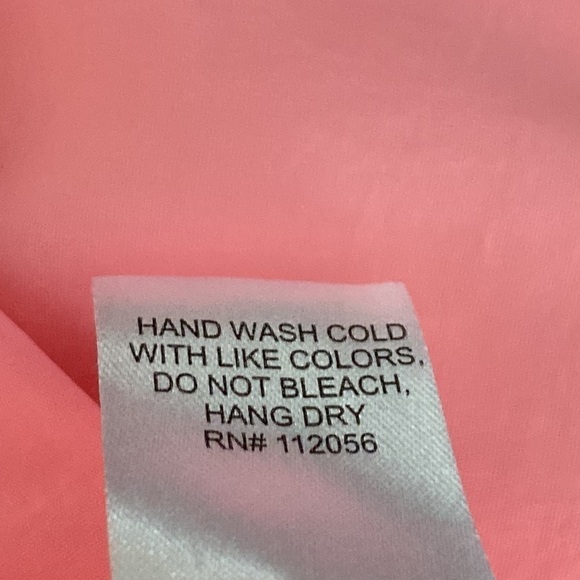 HAND WASH COLD
WITH LIKE COLORS.
DO NOT BLEACH,
HANG DRY
RN# 112056